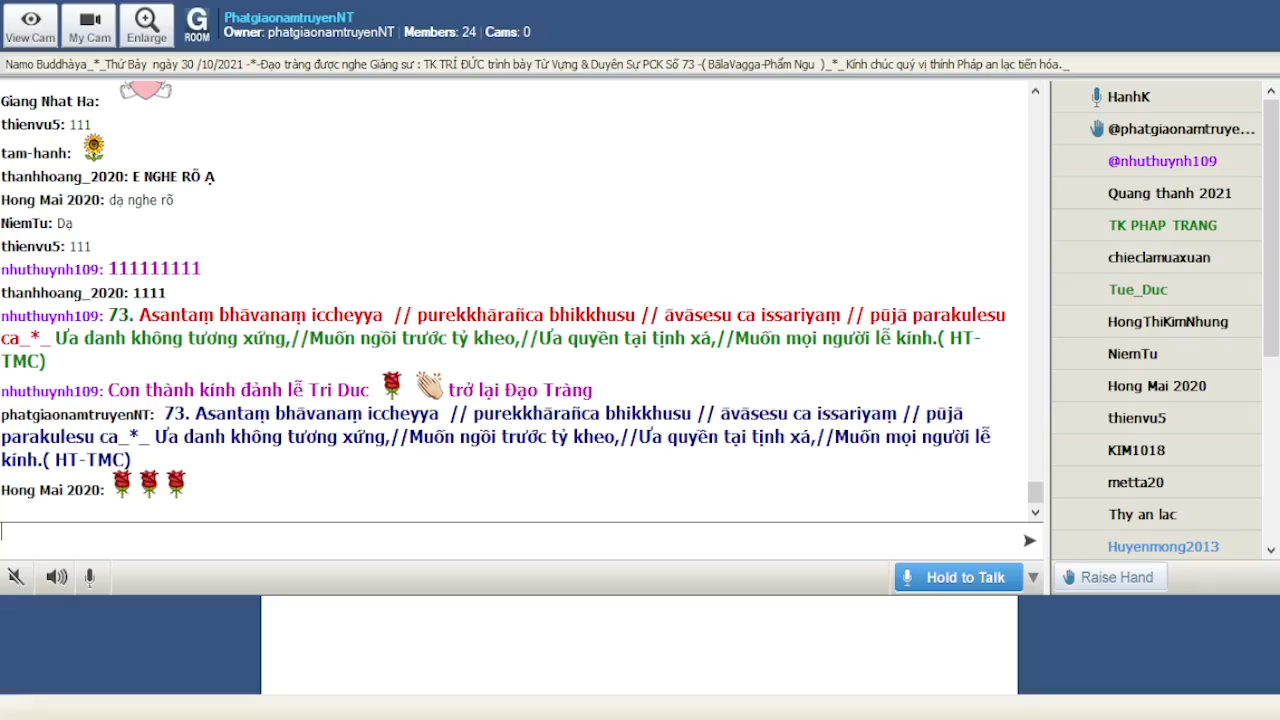 View Cam
My Cam
Enlarge
G
ROOM
PhatgiaonamtruyenNT
Owner: phatgiaonamtruyenNT | Members: 24 | Cams: 0
Namo Buddhàya_*_Thứ Bảy ngày 30 /10/2021 -*-Đạo tràng được nghe Giảng sư : TK TRÍ ĐỨC trình bày Từ Vựng & Duyên Sự PCK Số 73 -( BãlaVagga-Phẩm Ngu )_*_ Kính chúc quý vị thính Pháp an lạc tiến hóa._
Giang Nhat Ha:
thienvu5: 111
tam-hanh:
thanhhoang_2020: E NGHE RÕ Ạ
Hong Mai 2020: dạ nghe rõ
NiemTu: Dạ
thienvu5: 111
nhuthuynh109: 111111111
thanhhoang_2020: 1111
nhuthuynh109: 73. Asantaṃ bhāvanaṃ iccheyya // purekkhārañca bhikkhusu // āvāsesu ca issariyaṃ // pūjā parakulesu
ca_*_ Ưa danh không tương xứng,//Muốn ngồi trước tỷ kheo,//Ưa quyền tại tịnh xá,//Muốn mọi người lễ kính.( HT-
TMC)
nhuthuynh109: Con thành kính đảnh lễ Tri Duc trở lại Đạo Tràng
phatgiaonamtruyenNT: 73. Asantaṃ bhāvanaṃ iccheyya // purekkhārañca bhikkhusu // āvāsesu ca issariyaṃ // pūjā
parakulesu ca_*_ Ưa danh không tương xứng,//Muốn ngồi trước tỷ kheo,//Ưa quyền tại tịnh xá,//Muốn mọi người lễ
kính.( HT-TMC)
Hong Mai 2020:
Hold to Talk
HanhK
@phatgiaonamtruye...
@nhuthuynh109
Quang thanh 2021
TK PHAP TRANG
chieclamuaxuan
Tue_Duc
HongThiKimNhung
NiemTu
Hong Mai 2020
thienvu5
KIM1018
metta20
Thy an lac
Huyenmong2013
Raise Hand